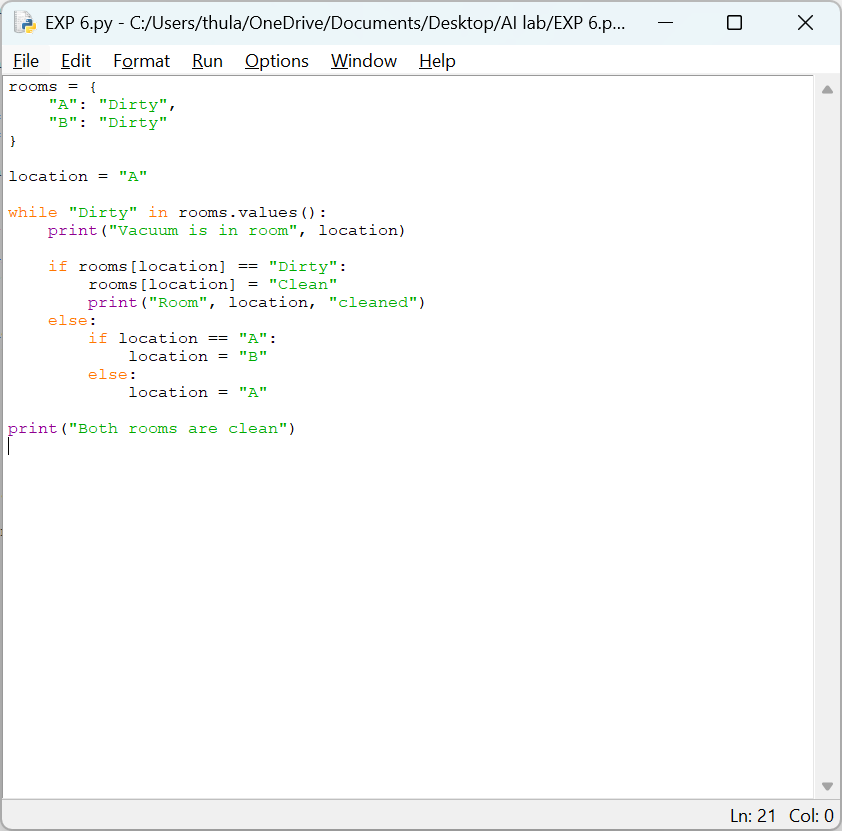 EXP 6.py - C:/Users/thula/OneDrive/Documents/Desktop/AI lab/EXP 6.p...
File Edit Format Run Options Window Help
rooms = {
    "A": "Dirty",
    "B": "Dirty"
}

location = "A"

while "Dirty" in rooms.values():
    print("Vacuum is in room", location)

    if rooms[location] == "Dirty":
        rooms[location] = "Clean"
        print("Room", location, "cleaned")
    else:
        if location == "A":
            location = "B"
        else:
            location = "A"

print("Both rooms are clean")
Ln: 21 Col: 0